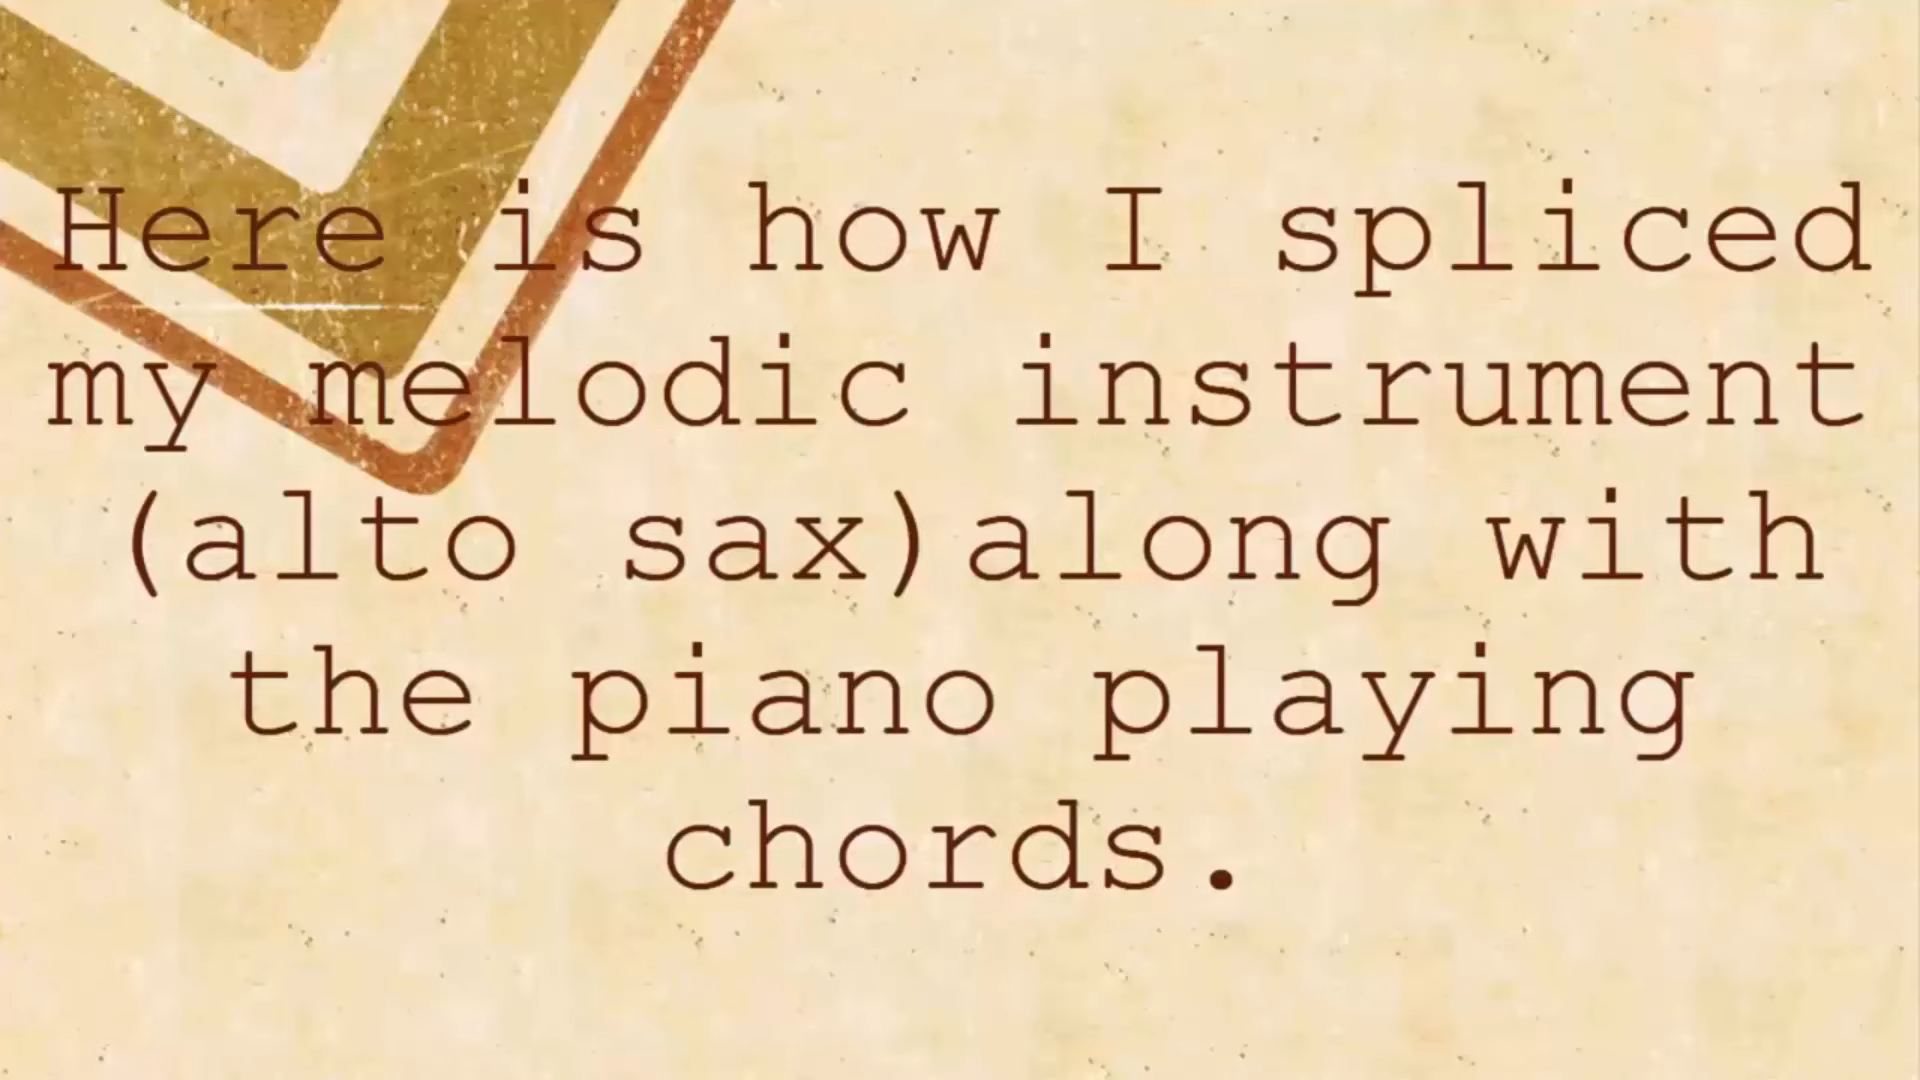 Here is how I spliced
my melodic instrument
(alto sax)along with
the piano playing
chords.